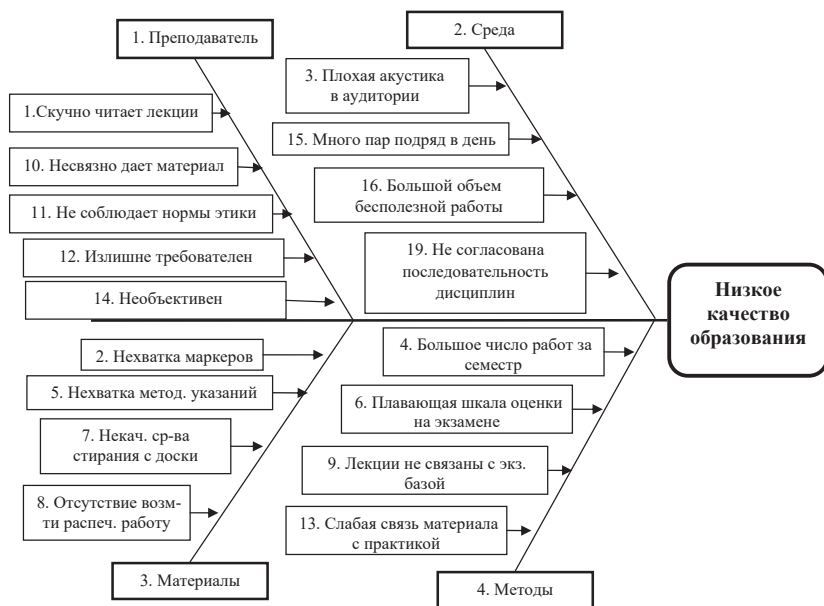 1. Преподаватель
2. Среда
3. Плохая акустика
в аудитории
1.Скучно читает лекции
15. Много пар подряд в день
10. Несвязно дает материал
16. Большой объем
бесполезной работы
11. Не соблюдает нормы этики
12. Излишне требователен
19. Не согласована
последовательность
дисциплин
14. Необъективен
Низкое
качество
образования
2. Нехватка маркеров
4. Большое число работ за
семестр
5. Нехватка метод. указаний
6. Плавающая шкала оценки
на экзамене
7. Некач. ср-ва
стирания с доски
9. Лекции не связаны с экз.
базой
8. Отсутствие возм-
ти распеч. работу
13. Слабая связь материала
с практикой
3. Материалы
4. Методы